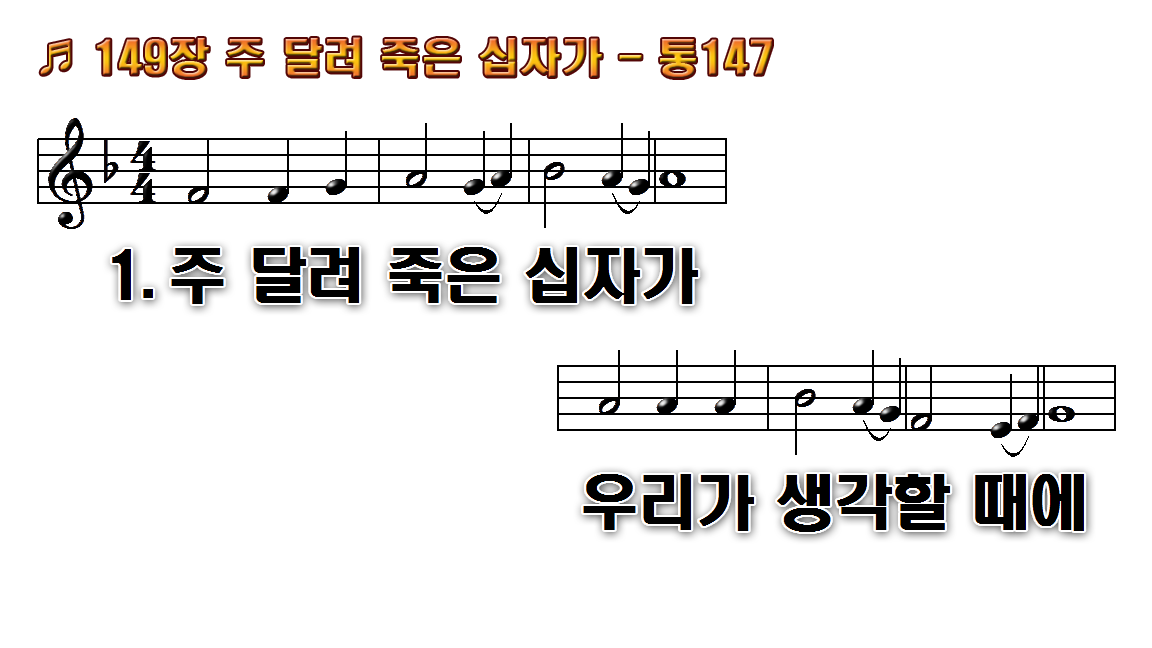 ♬ 149장 주 달려 죽은 십자가 - 통147
1. 주 달려 죽은 십자가
우리가 생각할 때에